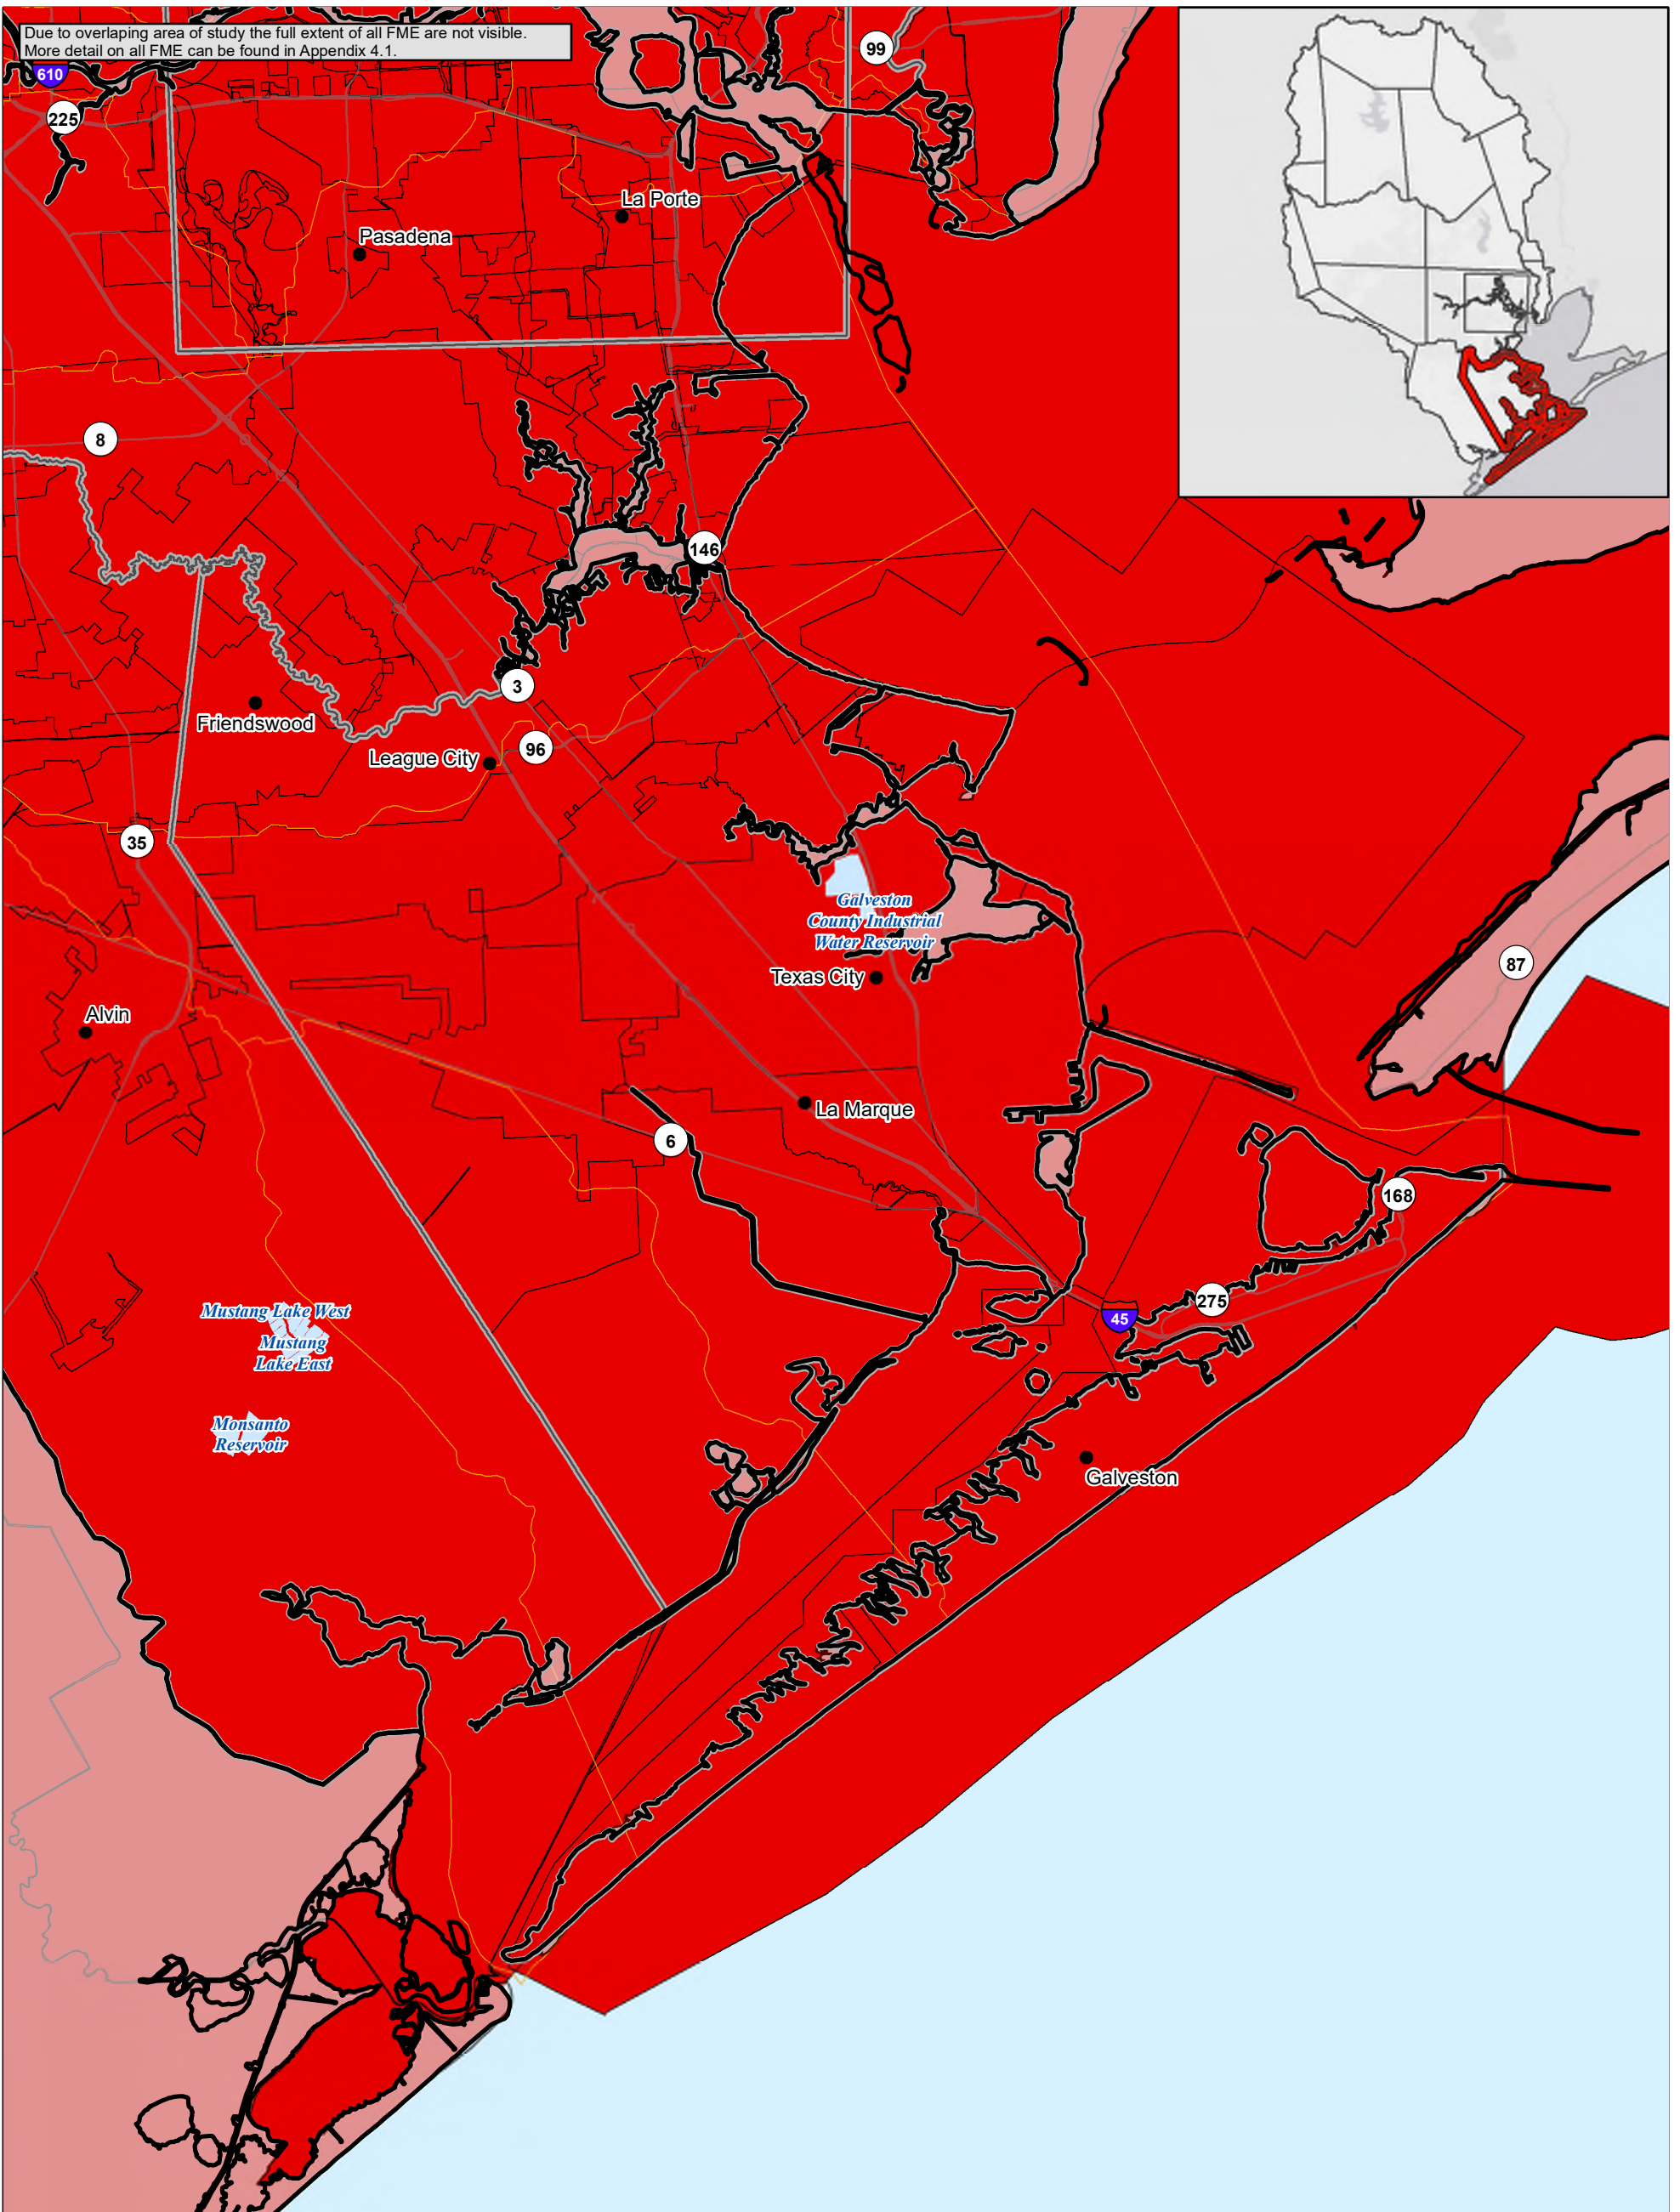 Due to overlaping area of study the full extent of all FME are not visible.
More detail on all FME can be found in Appendix 4.1.
99
610
225
La Porte
Pasadena
8
146
3
Friendswood
96
League City
35
Galveston
County Industrial
Water Reservoir
87
Texas City
Alvin
La Marque
6
168
275
45
Mustang Lake West
Mustang
Lake East
Monsanto
Reservoir
Galveston